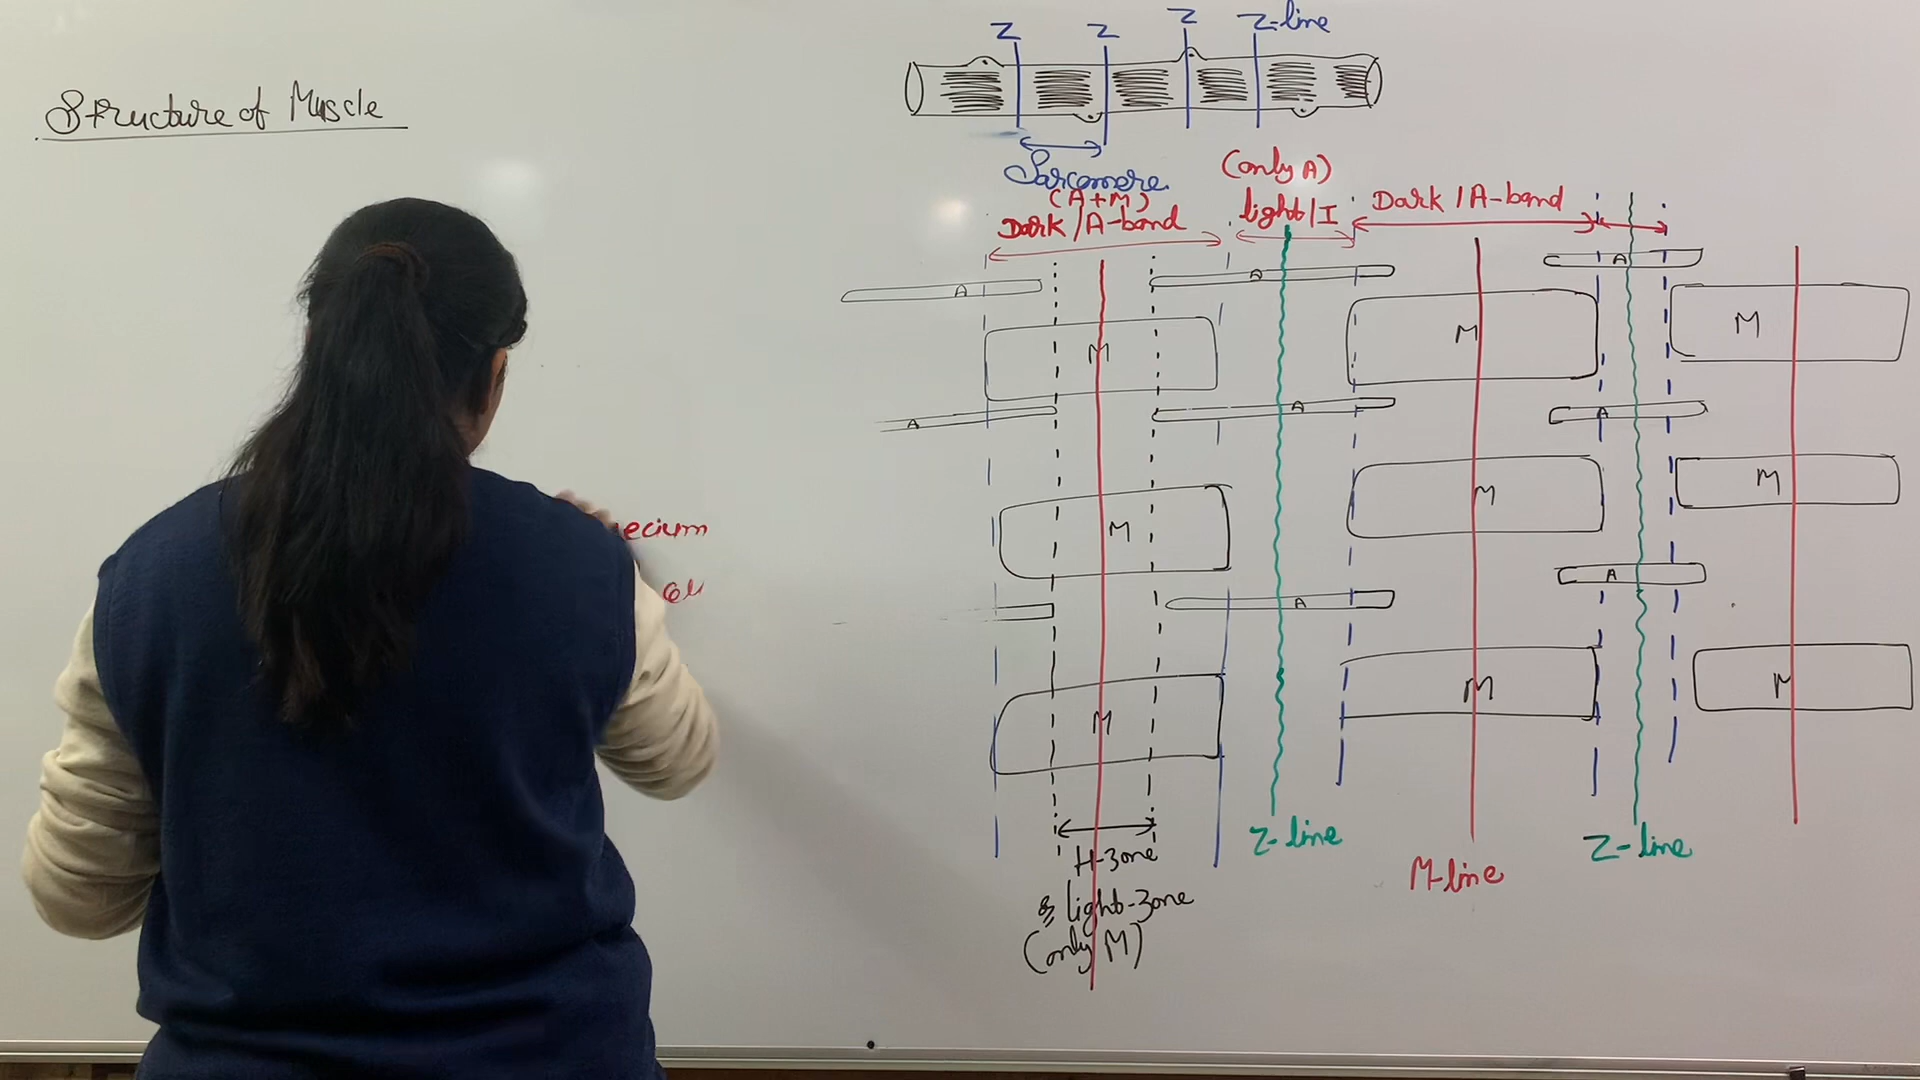 Structure of Muscle
Z Z Z Z-line
Sarcomere
(A+M)
Dark /A-band
(only A)
light/I
Dark /A-band
A A A
M M M
A A A
M M M
A A
M M M
Z-line
M-line
Z-line
H-zone
light-zone
(only M)